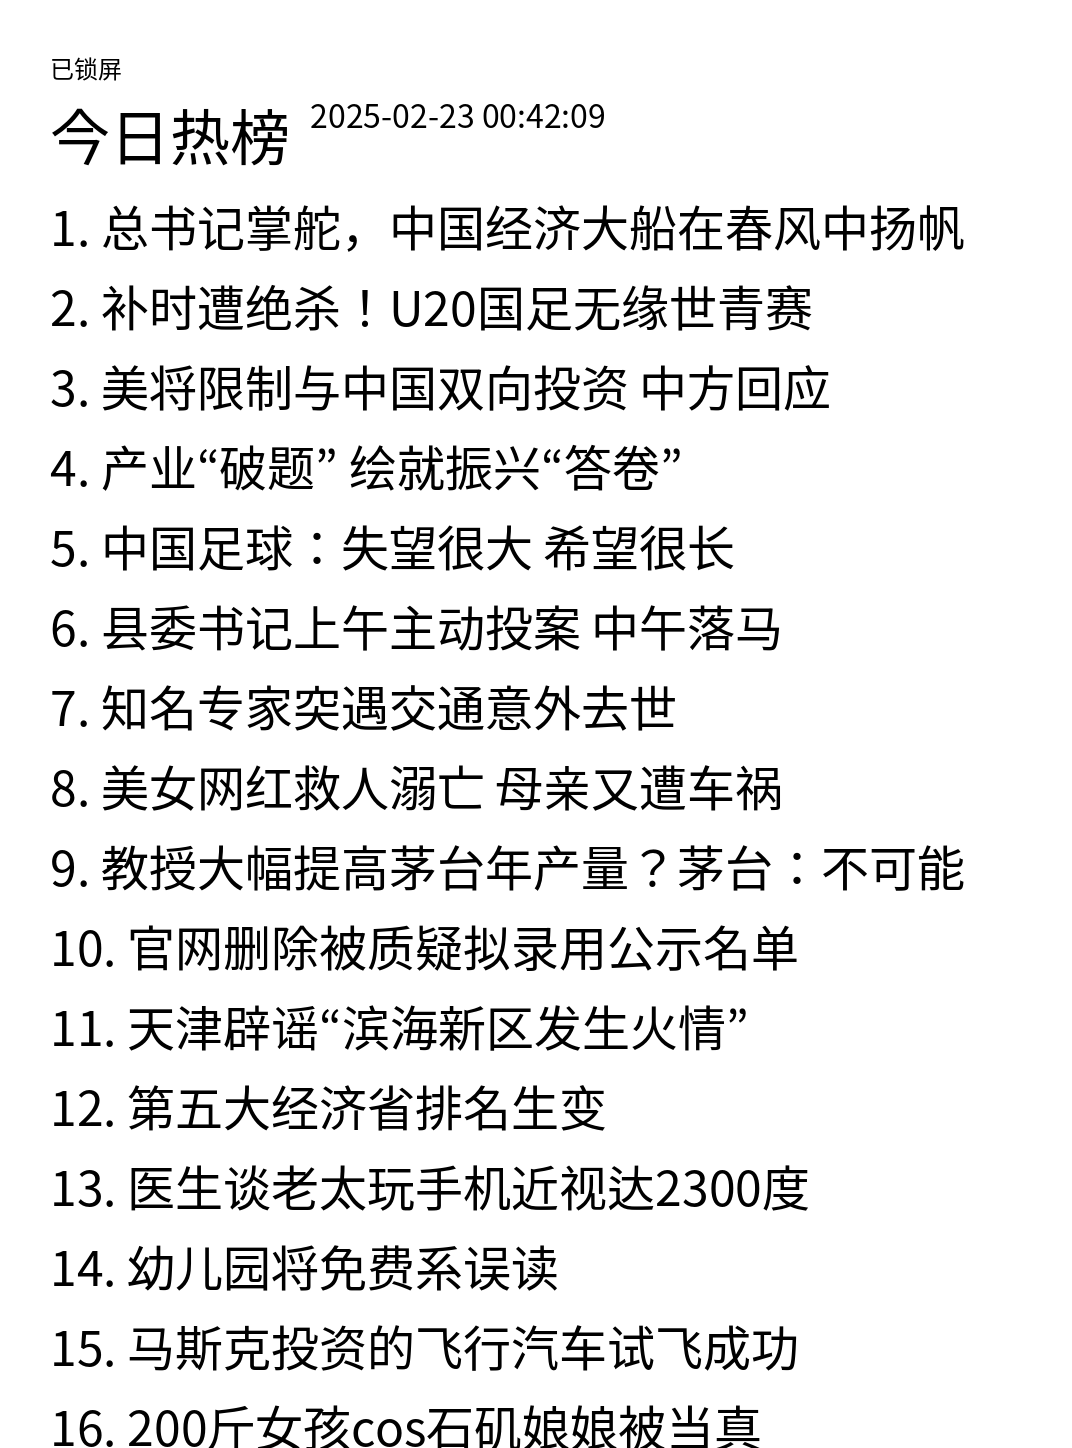 已锁屏
今日热榜 2025-02-23 00:42:09
1. 总书记掌舵，中国经济大船在春风中扬帆
2. 补时遭绝杀！U20国足无缘世青赛
3. 美将限制与中国双向投资 中方回应
4. 产业“破题” 绘就振兴“答卷”
5. 中国足球：失望很大 希望很长
6. 县委书记上午主动投案 中午落马
7. 知名专家突遇交通意外去世
8. 美女网红救人溺亡 母亲又遭车祸
9. 教授大幅提高茅台年产量？茅台：不可能
10. 官网删除被质疑拟录用公示名单
11. 天津辟谣“滨海新区发生火情”
12. 第五大经济省排名生变
13. 医生谈老太玩手机近视达2300度
14. 幼儿园将免费系误读
15. 马斯克投资的飞行汽车试飞成功
16. 200斤女孩cos石矶娘娘被当真